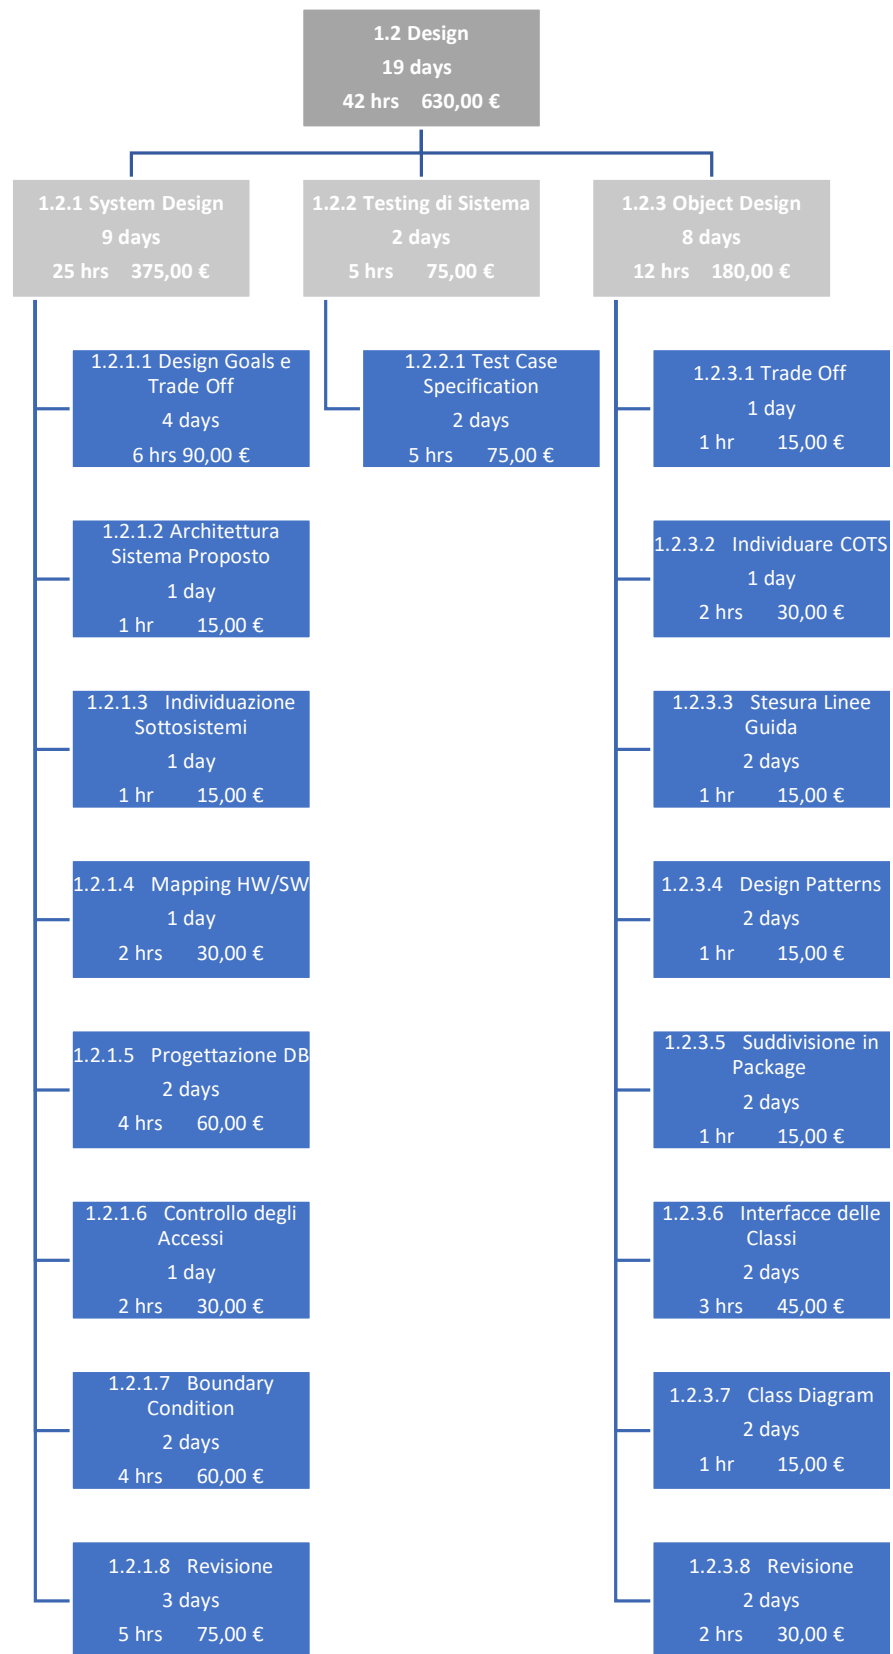 1.2 Design
19 days
42 hrs 630,00 €
1.2.1 System Design
9 days
25 hrs 375,00 €
1.2.2 Testing di Sistema
2 days
5 hrs 75,00 €
1.2.3 Object Design
8 days
12 hrs 180,00 €
1.2.1.1 Design Goals e
Trade Off
4 days
6 hrs 90,00 €
1.2.1.2 Architettura
Sistema Proposto
1 day
1 hr 15,00 €
1.2.1.3 Individuazione
Sottosistemi
1 day
1 hr 15,00 €
1.2.1.4 Mapping HW/SW
1 day
2 hrs 30,00 €
1.2.1.5 Progettazione DB
2 days
4 hrs 60,00 €
1.2.1.6 Controllo degli
Accessi
1 day
2 hrs 30,00 €
1.2.1.7 Boundary
Condition
2 days
4 hrs 60,00 €
1.2.1.8 Revisione
3 days
5 hrs 75,00 €
1.2.2.1 Test Case
Specification
2 days
5 hrs 75,00 €
1.2.3.1 Trade Off
1 day
1 hr 15,00 €
1.2.3.2 Individuare COTS
1 day
2 hrs 30,00 €
1.2.3.3 Stesura Linee
Guida
2 days
1 hr 15,00 €
1.2.3.4 Design Patterns
2 days
1 hr 15,00 €
1.2.3.5 Suddivisione in
Package
2 days
1 hr 15,00 €
1.2.3.6 Interfacce delle
Classi
2 days
3 hrs 45,00 €
1.2.3.7 Class Diagram
2 days
1 hr 15,00 €
1.2.3.8 Revisione
2 days
2 hrs 30,00 €